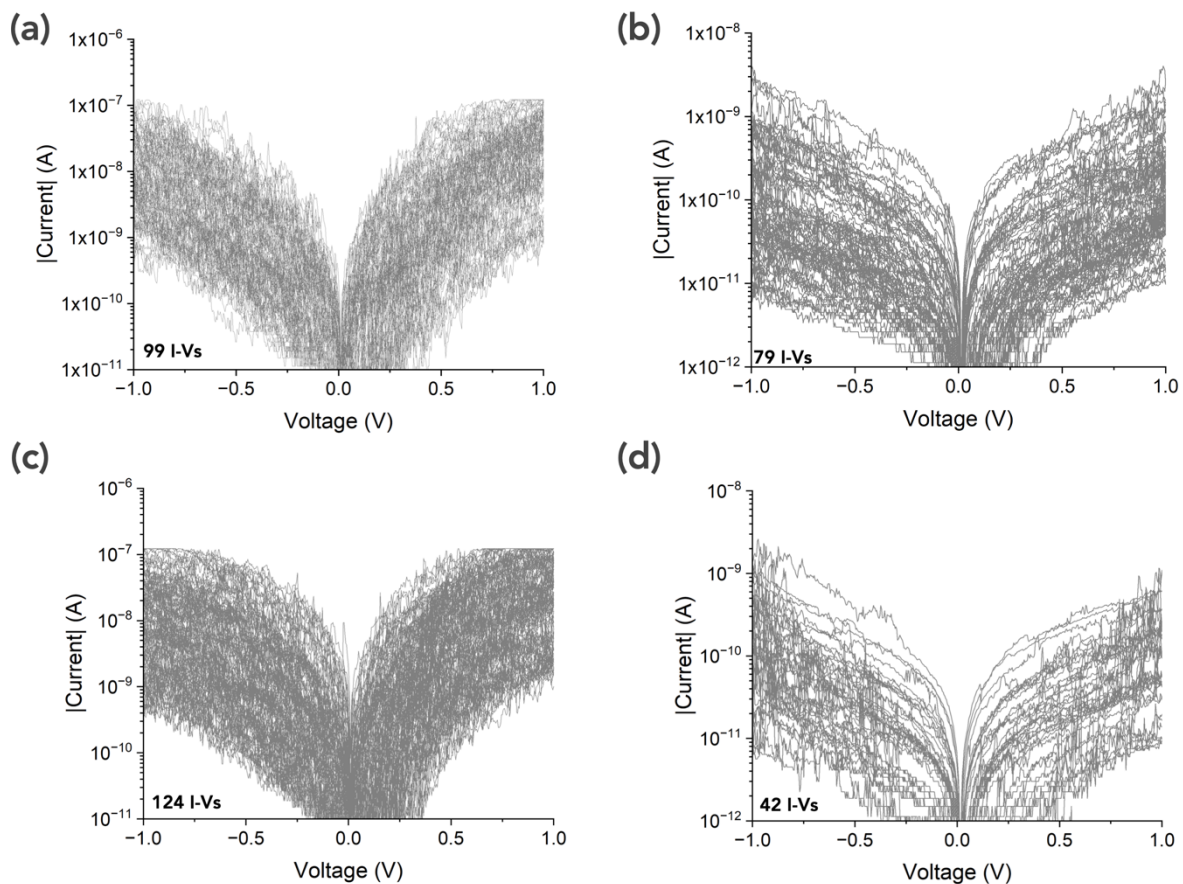 (a)
1x10⁻⁶
1x10⁻⁷
1x10⁻⁸
1x10⁻⁹
1x10⁻¹⁰
1x10⁻¹¹
|Current| (A)
99 I-Vs
−1.0 −0.5 0.0 0.5 1.0
Voltage (V)
(b)
1x10⁻⁸
1x10⁻⁹
1x10⁻¹⁰
1x10⁻¹¹
1x10⁻¹²
|Current| (A)
79 I-Vs
−1.0 −0.5 0.0 0.5 1.0
Voltage (V)
(c)
10⁻⁶
10⁻⁷
10⁻⁸
10⁻⁹
10⁻¹⁰
10⁻¹¹
|Current| (A)
124 I-Vs
−1.0 −0.5 0.0 0.5 1.0
Voltage (V)
(d)
10⁻⁸
10⁻⁹
10⁻¹⁰
10⁻¹¹
10⁻¹²
|Current| (A)
42 I-Vs
−1.0 −0.5 0.0 0.5 1.0
Voltage (V)